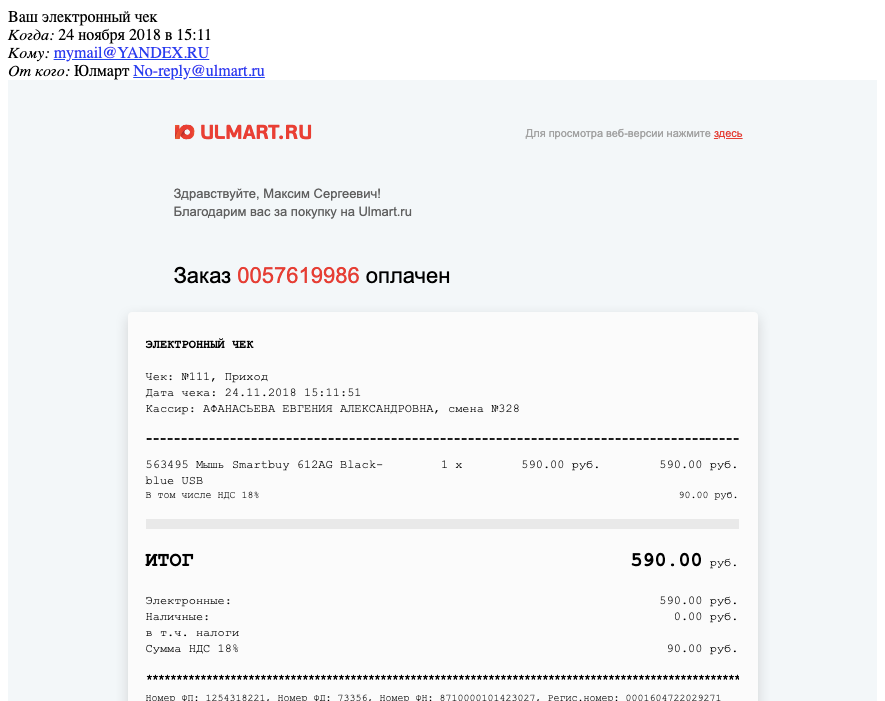 Ваш электронный чек
Когда: 24 ноября 2018 в 15:11
Кому: mymail@YANDEX.RU
От кого: Юлмарт No-reply@ulmart.ru
Ю ULMART.RU Для просмотра веб-версии нажмите здесь
Здравствуйте, Максим Сергеевич!
Благодарим вас за покупку на Ulmart.ru
Заказ 0057619986 оплачен
ЭЛЕКТРОННЫЙ ЧЕК
Чек: №111, Приход
Дата чека: 24.11.2018 15:11:51
Кассир: АФАНАСЬЕВА ЕВГЕНИЯ АЛЕКСАНДРОВНА, смена №328
563495 Мышь Smartbuy 612AG Black- 1 x 590.00 руб. 590.00 руб.
blue USB
В том числе НДС 18% 90.00 руб.
ИТОГ 590.00 руб.
Электронные: 590.00 руб.
Наличные: 0.00 руб.
в т.ч. налоги
Сумма НДС 18% 90.00 руб.
Номер ФП: 1254318221, Номер ФД: 73356, Номер ФН: 8710000101423027, Регис.номер: 0001604722029271